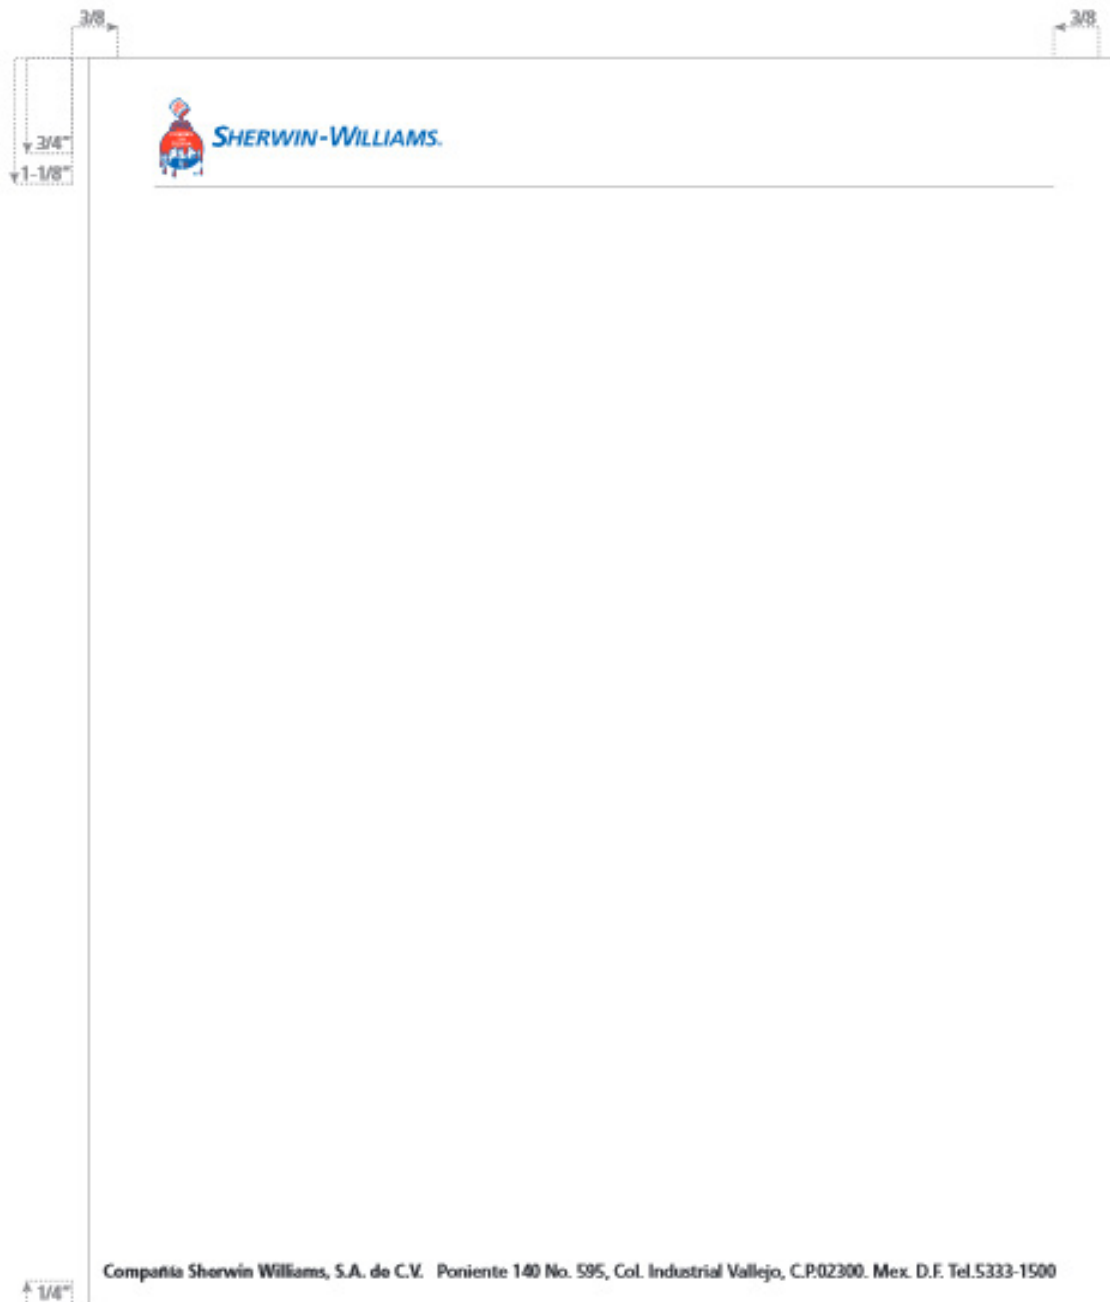 3/8 3/8
SHERWIN-WILLIAMS.
3/4"
1-1/8"
Compañia Sherwin Williams, S.A. de C.V. Poniente 140 No. 595, Col. Industrial Vallejo, C.P.02300. Mex. D.F. Tel.5333-1500
1/4"